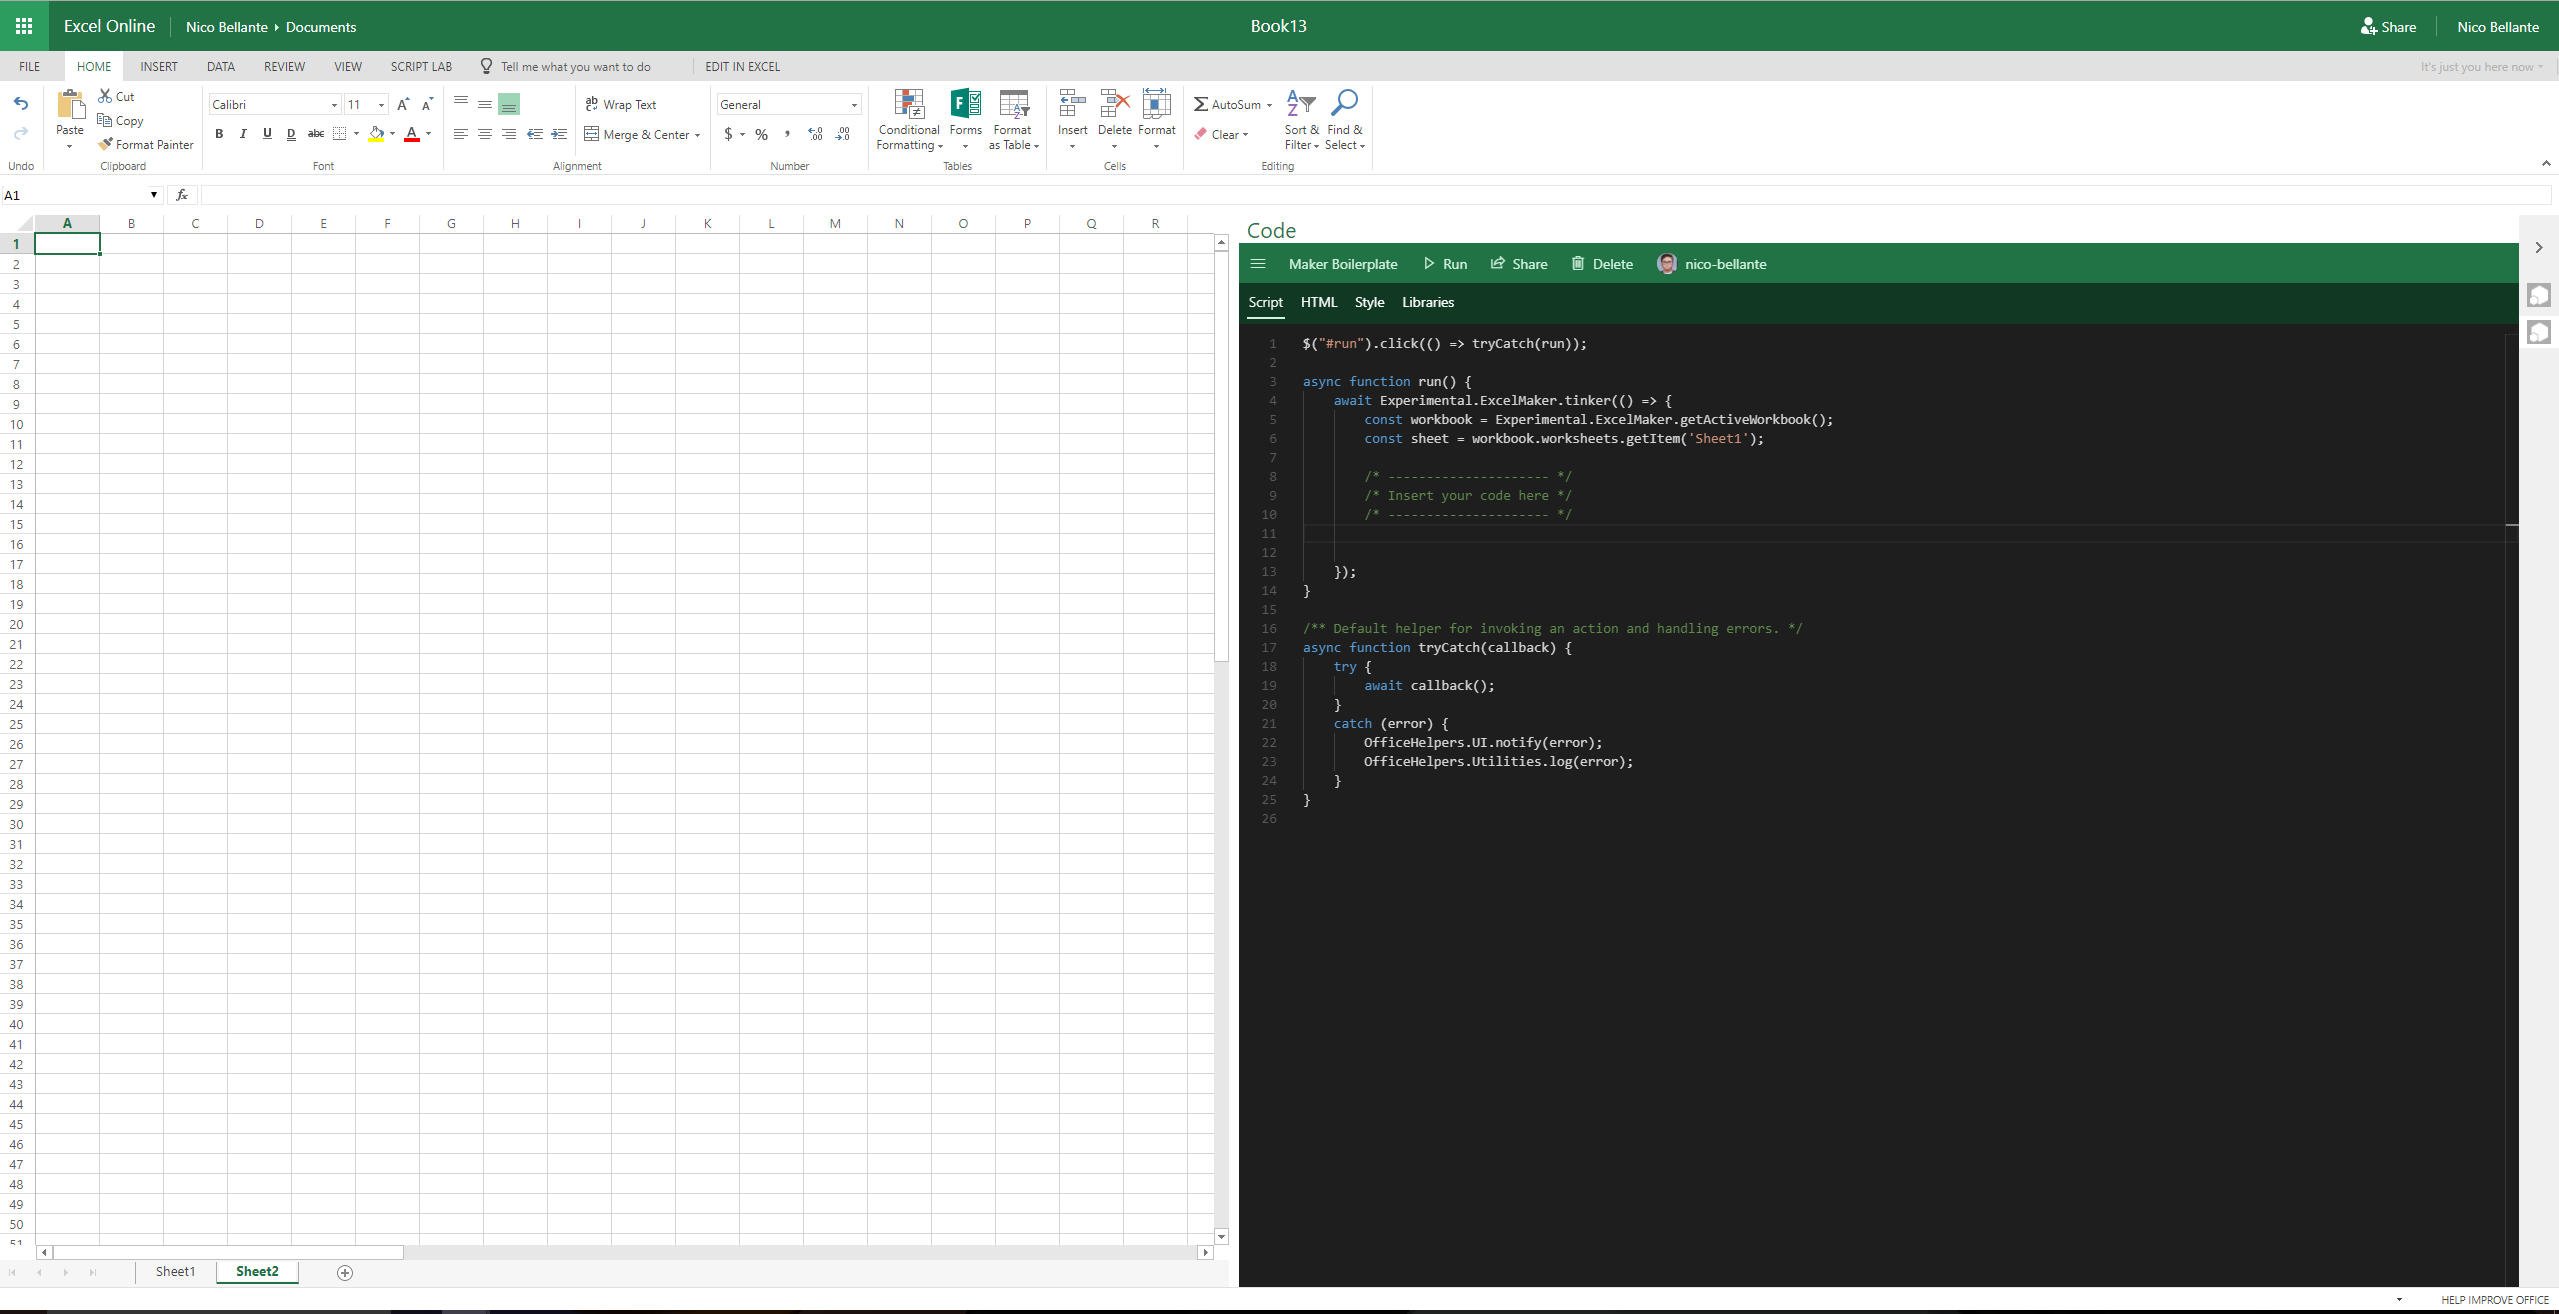 Excel Online Nico Bellante Documents Book13 Share Nico Bellante
FILE HOME INSERT DATA REVIEW VIEW SCRIPT LAB Tell me what you want to do EDIT IN EXCEL It's just you here now
Paste Cut Copy Format Painter
Calibri 11
B I U D abc A
ab Wrap Text
Merge & Center
General
$ % , .00 .00
Conditional Formatting Forms Format as Table
Insert Delete Format
AutoSum Clear Sort & Filter Find & Select
Undo Clipboard Font Alignment Number Tables Cells Editing
A1 fx
A B C D E F G H I J K L M N O P Q R
1
2
3
4
5
6
7
8
9
10
11
12
13
14
15
16
17
18
19
20
21
22
23
24
25
26
27
28
29
30
31
32
33
34
35
36
37
38
39
40
41
42
43
44
45
46
47
48
49
50
51
Sheet1 Sheet2
Code
Maker Boilerplate Run Share Delete nico-bellante
Script HTML Style Libraries
1 $("#run").click(() => tryCatch(run));
2
3 async function run() {
4 await Experimental.ExcelMaker.tinker(() => {
5 const workbook = Experimental.ExcelMaker.getActiveWorkbook();
6 const sheet = workbook.worksheets.getItem('Sheet1');
7
8 /* --------------------- */
9 /* Insert your code here */
10 /* --------------------- */
11
12
13 });
14 }
15
16 /** Default helper for invoking an action and handling errors. */
17 async function tryCatch(callback) {
18 try {
19 await callback();
20 }
21 catch (error) {
22 OfficeHelpers.UI.notify(error);
23 OfficeHelpers.Utilities.log(error);
24 }
25 }
26
HELP IMPROVE OFFICE